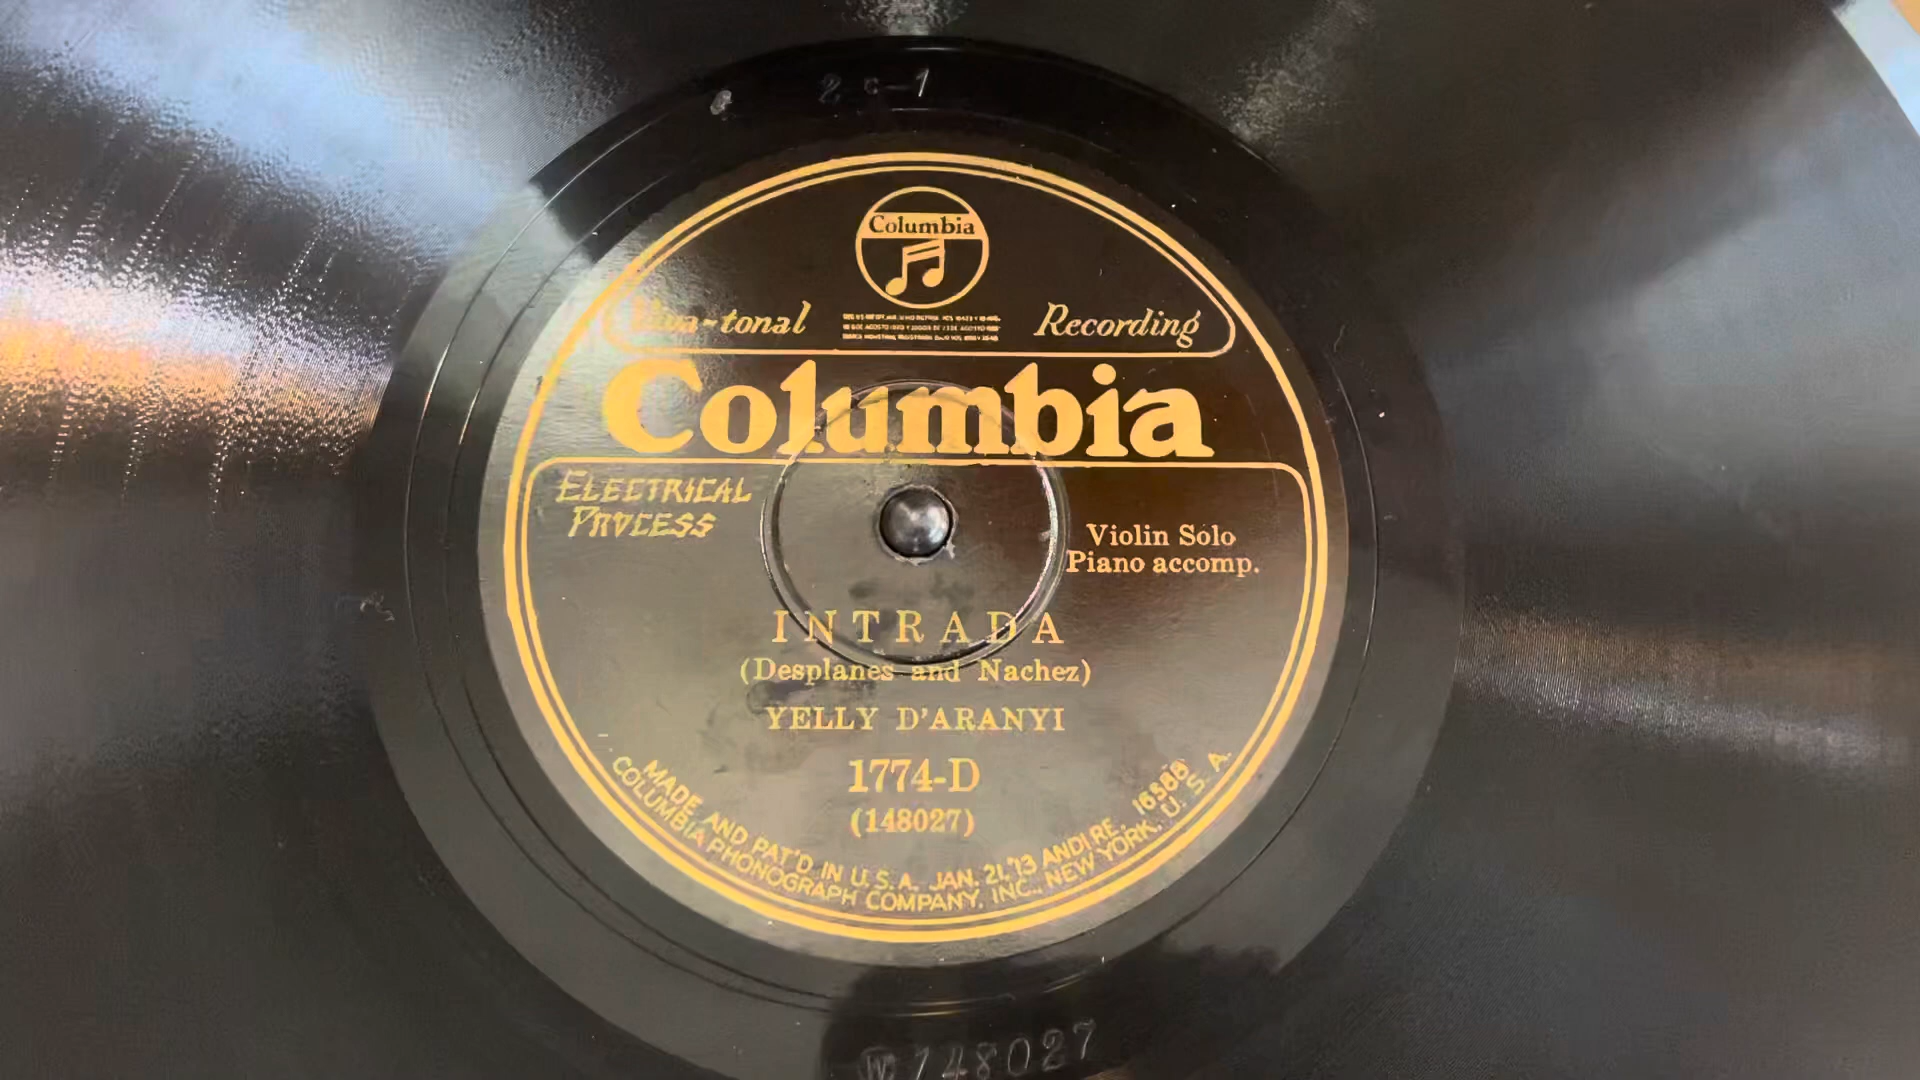 2 c-1
Columbia
Viva-tonal Recording
Columbia
ELECTRICAL
PROCESS
Violin Solo
Piano accomp.
INTRADA
(Desplanes and Nachez)
YELLY D'ARANYI
1774-D
(148027)
MADE AND PAT'D IN U.S.A. JAN. 21,'13 AND RE. 16588
COLUMBIA PHONOGRAPH COMPANY, INC., NEW YORK, U. S. A.
W148027